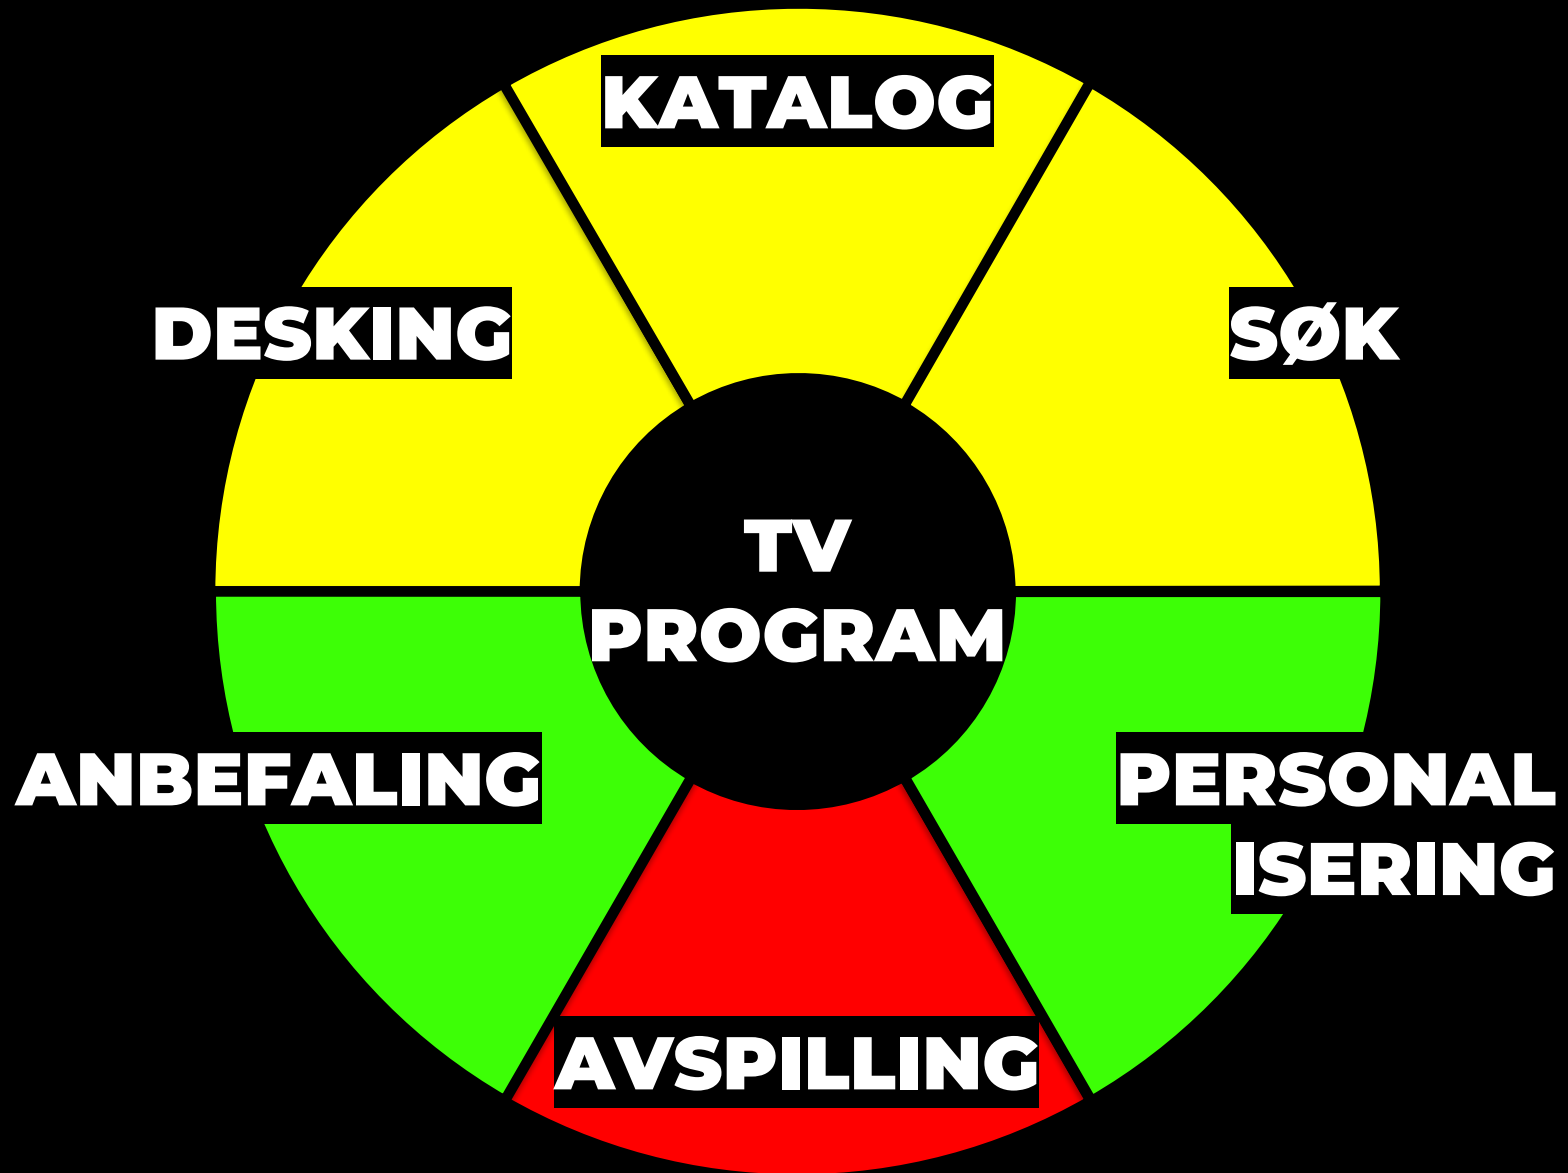 KATALOG
DESKING
SØK
TV
PROGRAM
ANBEFALING
PERSONAL
ISERING
AVSPILLING